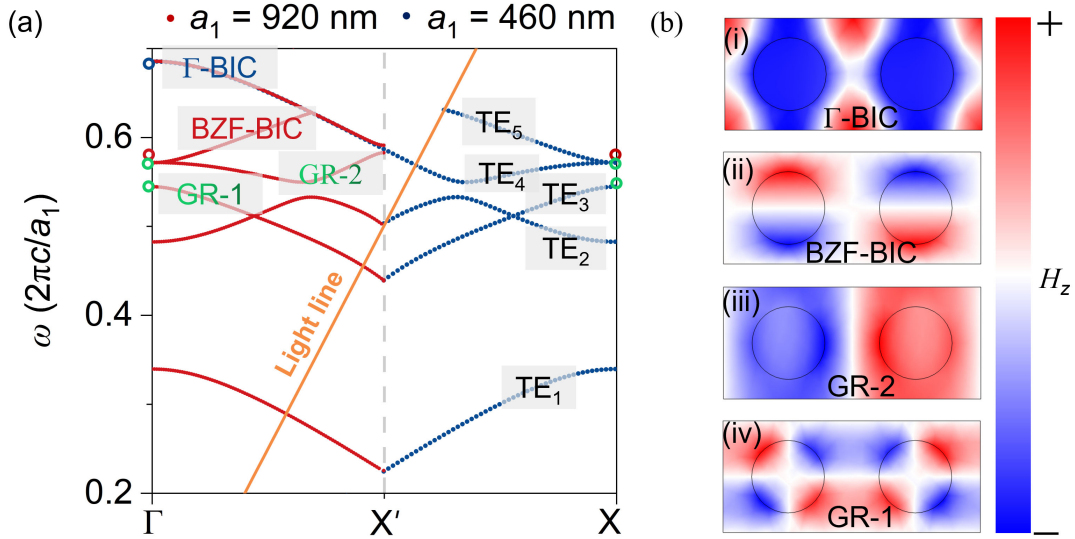 (a)
• a1 = 920 nm • a1 = 460 nm
ω (2πc/a1)
0.6
0.4
0.2
Γ
X′
X
Γ-BIC
BZF-BIC
GR-2
GR-1
Light line
TE5
TE4
TE3
TE2
TE1
(b)
(i)
Γ-BIC
(ii)
BZF-BIC
(iii)
GR-2
(iv)
GR-1
+
Hz
−